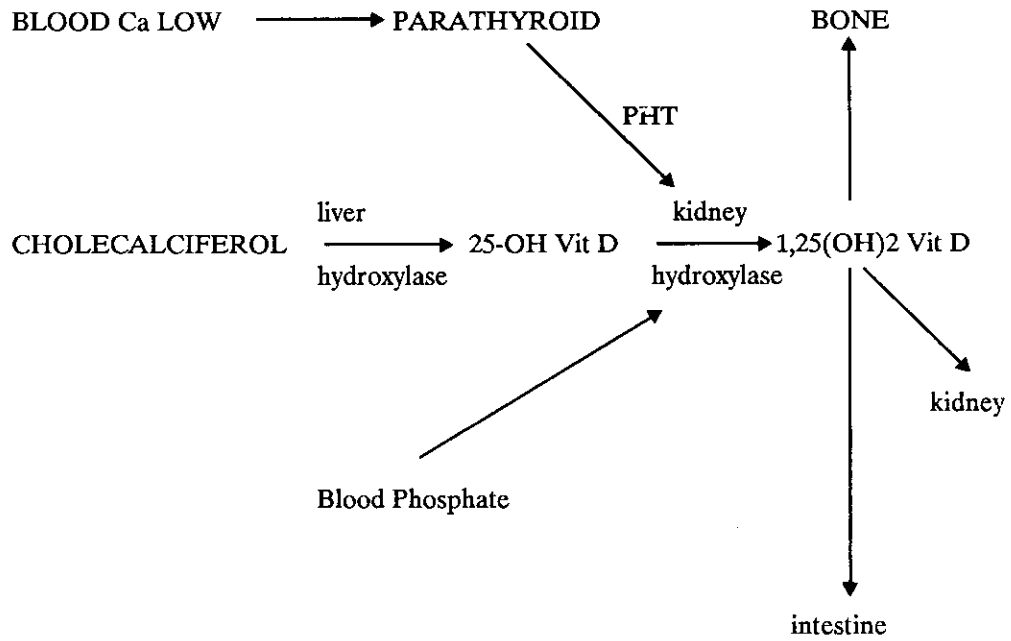 BLOOD Ca LOW PARATHYROID BONE
PHT
liver kidney
CHOLECALCIFEROL 25-OH Vit D 1,25(OH)2 Vit D
hydroxylase hydroxylase
kidney
Blood Phosphate
intestine